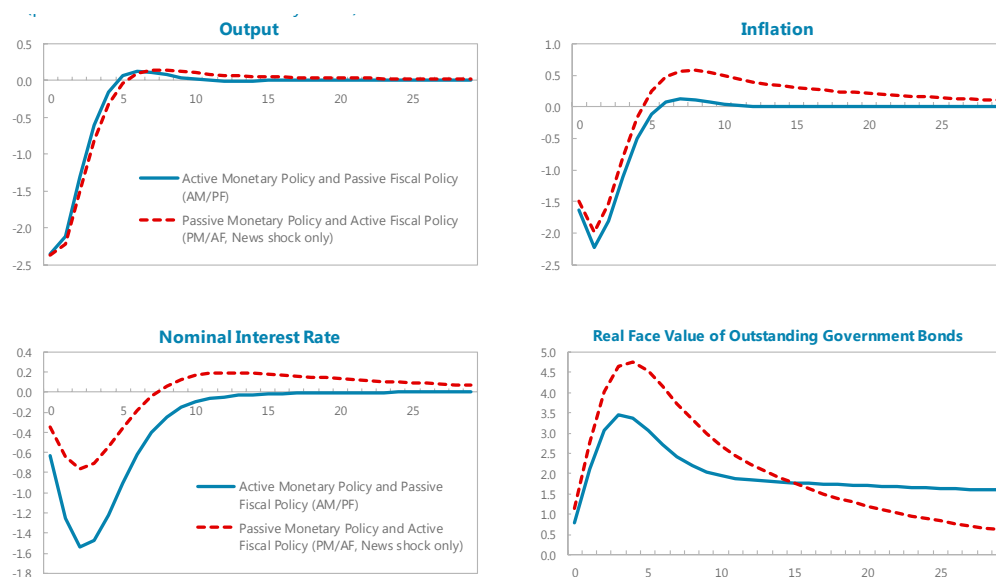 Output
0.5
0.0
-0.5
-1.0
-1.5
-2.0
-2.5
0 5 10 15 20 25
Active Monetary Policy and Passive Fiscal Policy
(AM/PF)
Passive Monetary Policy and Active Fiscal Policy
(PM/AF, News shock only)
Inflation
1.0
0.5
0.0
-0.5
-1.0
-1.5
-2.0
-2.5
0 5 10 15 20 25
Nominal Interest Rate
0.4
0.2
0.0
-0.2
-0.4
-0.6
-0.8
-1.0
-1.2
-1.4
-1.6
-1.8
0 5 10 15 20 25
Active Monetary Policy and Passive
Fiscal Policy (AM/PF)
Passive Monetary Policy and Active
Fiscal Policy (PM/AF, News shock only)
Real Face Value of Outstanding Government Bonds
5.0
4.5
4.0
3.5
3.0
2.5
2.0
1.5
1.0
0.5
0.0
0 5 10 15 20 25